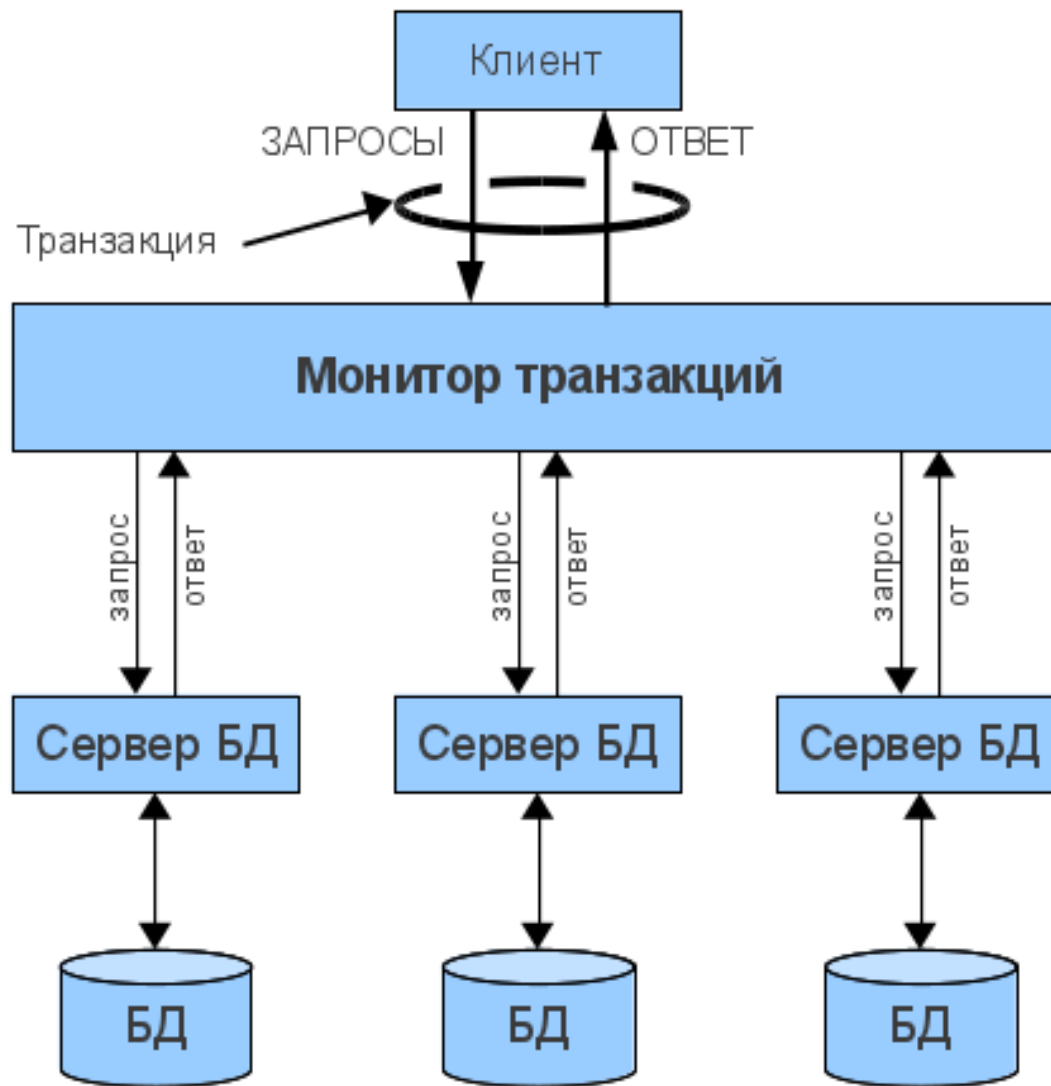 Клиент
ЗАПРОСЫ ОТВЕТ
Транзакция
Монитор транзакций
запрос ответ запрос ответ запрос ответ
Сервер БД Сервер БД Сервер БД
БД БД БД